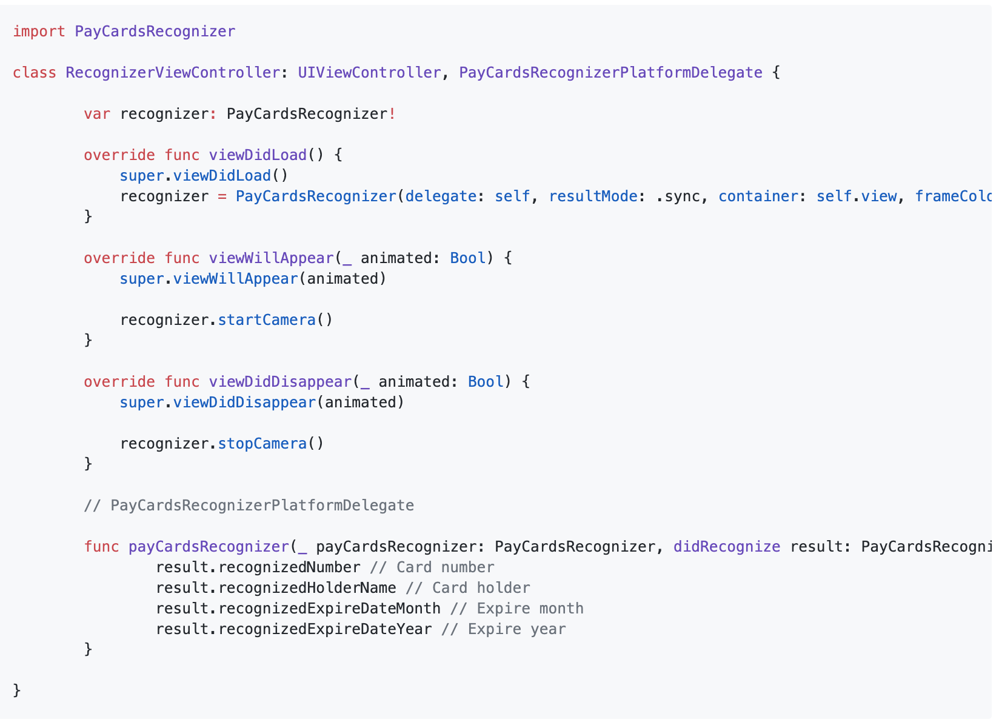 import PayCardsRecognizer
class RecognizerViewController: UIViewController, PayCardsRecognizerPlatformDelegate {
var recognizer: PayCardsRecognizer!
override func viewDidLoad() {
super.viewDidLoad()
recognizer = PayCardsRecognizer(delegate: self, resultMode: .sync, container: self.view, frameColo
}
override func viewWillAppear(_ animated: Bool) {
super.viewWillAppear(animated)
recognizer.startCamera()
}
override func viewDidDisappear(_ animated: Bool) {
super.viewDidDisappear(animated)
recognizer.stopCamera()
}
// PayCardsRecognizerPlatformDelegate
func payCardsRecognizer(_ payCardsRecognizer: PayCardsRecognizer, didRecognize result: PayCardsRecogni
result.recognizedNumber // Card number
result.recognizedHolderName // Card holder
result.recognizedExpireDateMonth // Expire month
result.recognizedExpireDateYear // Expire year
}
}